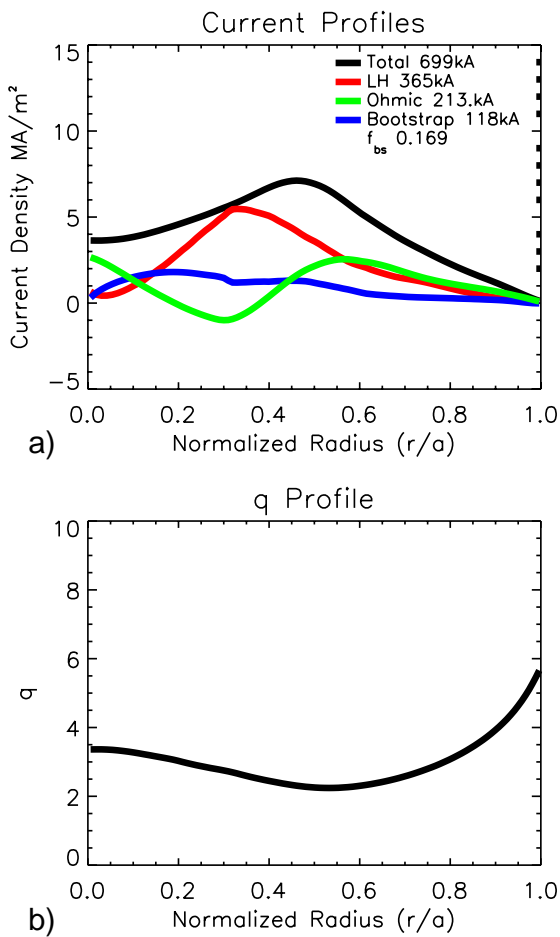 Current Profiles
15
10
5
0
−5
Current Density MA/m²
Total 699kA
LH 365kA
Ohmic 213.kA
Bootstrap 118kA
f_bs 0.169
0.0 0.2 0.4 0.6 0.8 1.0
Normalized Radius (r/a)
a)
q Profile
10
8
6
4
2
0
q
0.0 0.2 0.4 0.6 0.8 1.0
Normalized Radius (r/a)
b)